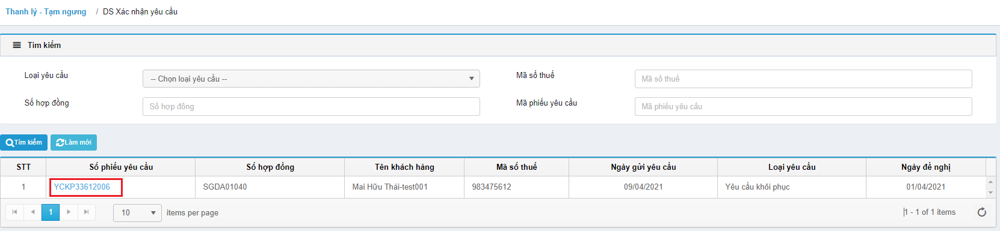 Thanh lý - Tạm ngưng / DS Xác nhận yêu cầu
Tìm kiếm
Loại yêu cầu -- Chọn loại yêu cầu -- Mã số thuế Mã số thuế
Số hợp đồng Số hợp đồng Mã phiếu yêu cầu Mã phiếu yêu cầu
Tìm kiếm Làm mới
STT Số phiếu yêu cầu Số hợp đồng Tên khách hàng Mã số thuế Ngày gửi yêu cầu Loại yêu cầu Ngày đề nghị
1 YCKP33612006 SGDA01040 Mai Hữu Thái-test001 983475612 09/04/2021 Yêu cầu khôi phục 01/04/2021
1 10 items per page 1 - 1 of 1 items